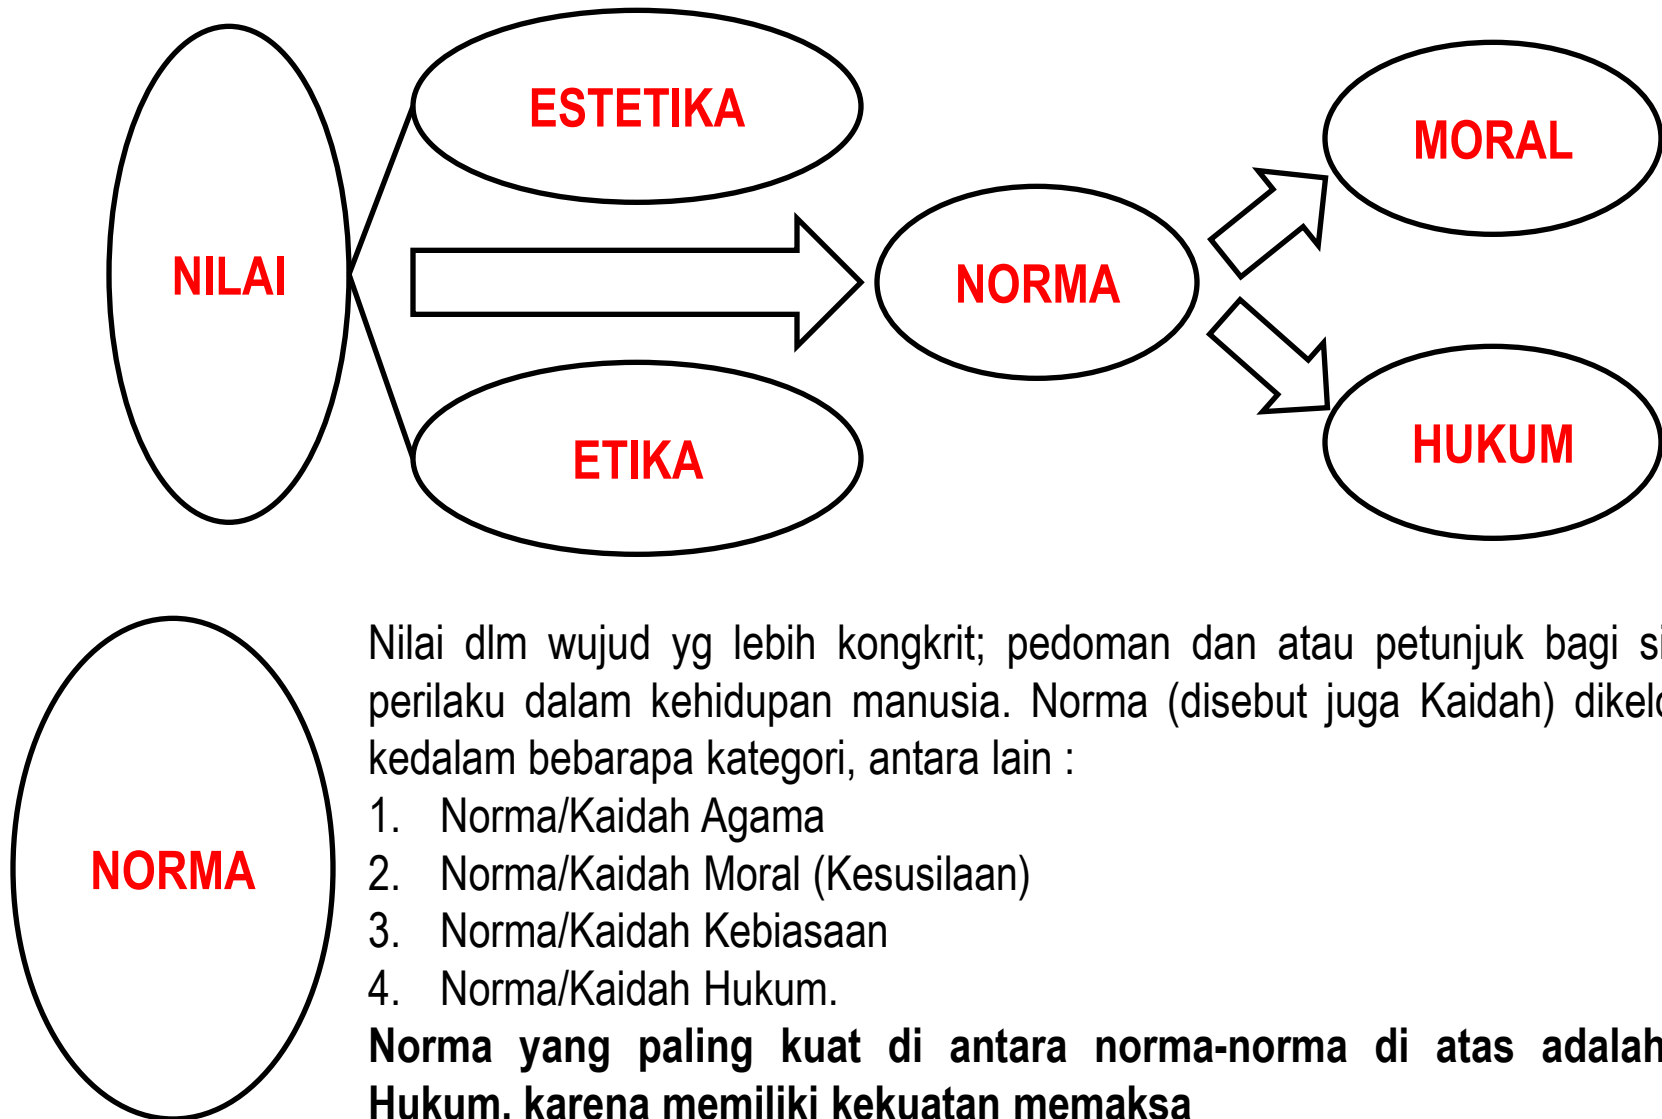 ESTETIKA
MORAL
NILAI
NORMA
ETIKA
HUKUM
NORMA
Nilai dlm wujud yg lebih kongkrit; pedoman dan atau petunjuk bagi
perilaku dalam kehidupan manusia. Norma (disebut juga Kaidah)
kedalam bebarapa kategori, antara lain :
1. Norma/Kaidah Agama
2. Norma/Kaidah Moral (Kesusilaan)
3. Norma/Kaidah Kebiasaan
4. Norma/Kaidah Hukum.
Norma yang paling kuat di antara norma-norma di atas adalah
Hukum, karena memiliki kekuatan memaksa